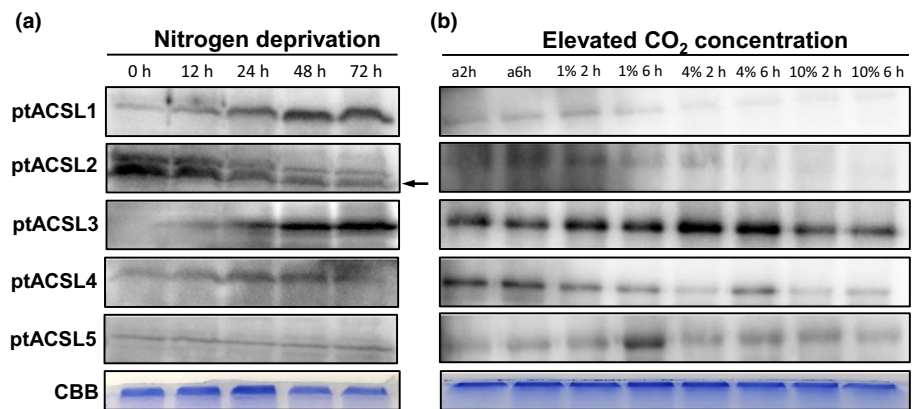 (a)
Nitrogen deprivation
0 h 12 h 24 h 48 h 72 h
(b)
Elevated CO₂ concentration
a2h a6h 1% 2 h 1% 6 h 4% 2 h 4% 6 h 10% 2 h 10% 6 h
ptACSL1
ptACSL2
ptACSL3
ptACSL4
ptACSL5
CBB